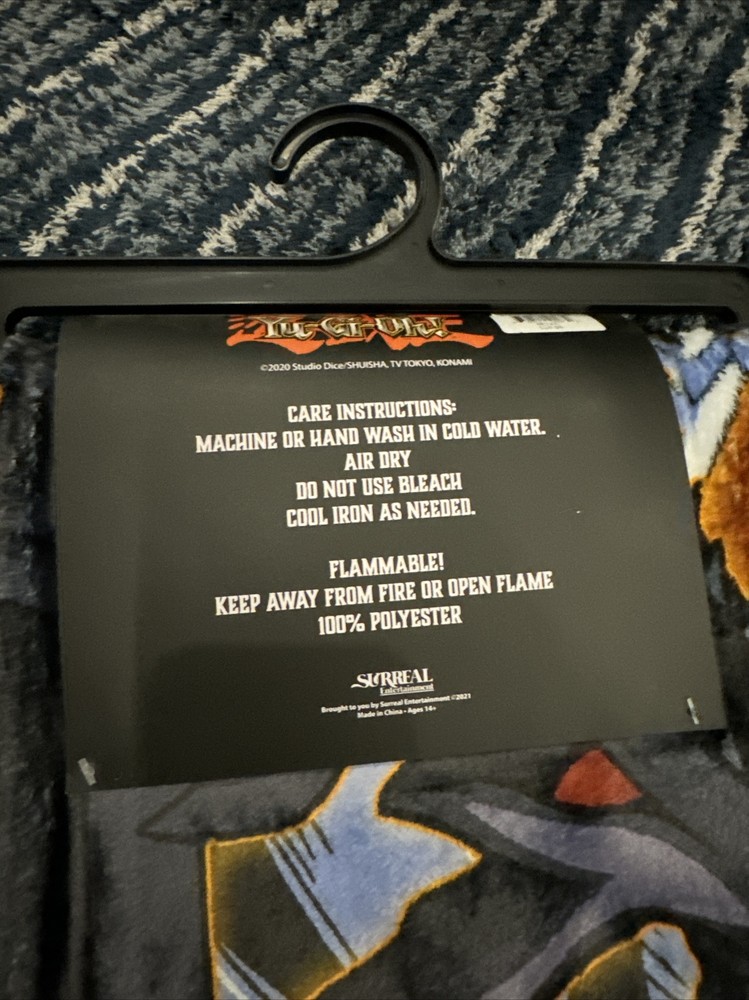 Yu-Gi-Oh!
©2020 Studio Dice/SHUISHA, TV TOKYO, KONAMI
CARE INSTRUCTIONS:
MACHINE OR HAND WASH IN COLD WATER.
AIR DRY
DO NOT USE BLEACH
COOL IRON AS NEEDED.
FLAMMABLE!
KEEP AWAY FROM FIRE OR OPEN FLAME
100% POLYESTER
SURREAL
Entertainment
Brought to you by Surreal Entertainment ©2021
Made in China • Ages 14+